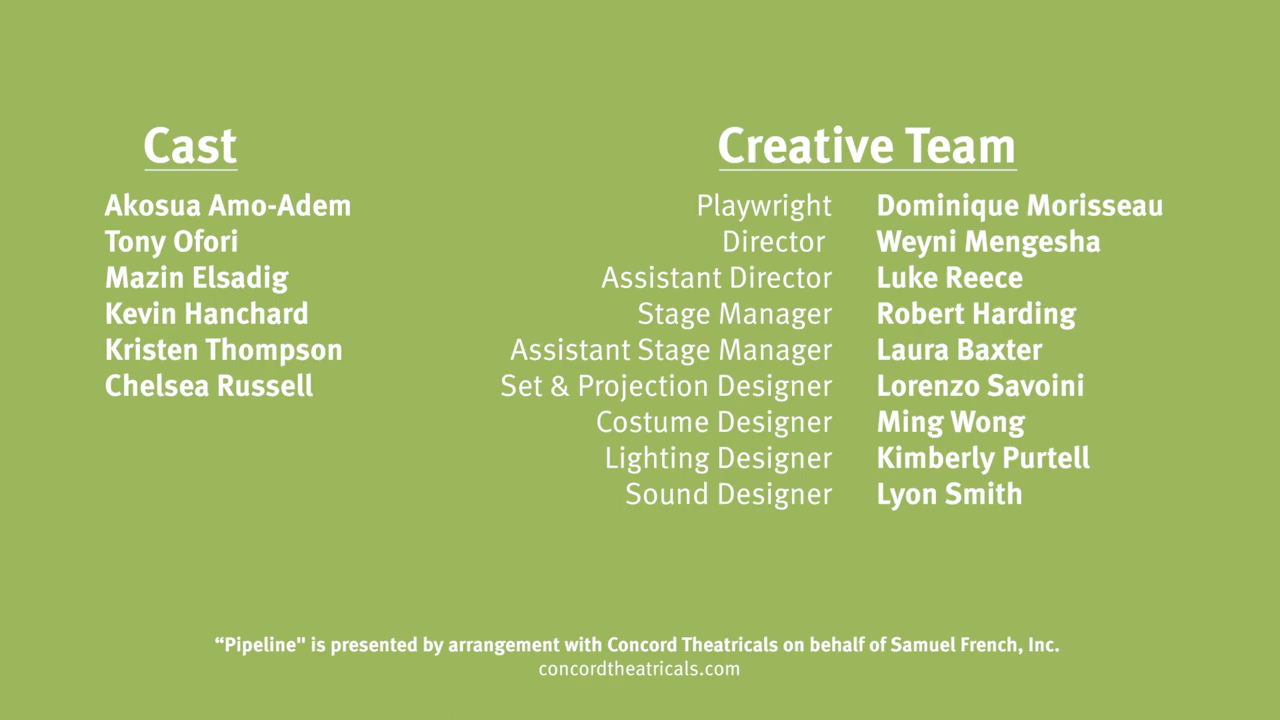 Cast
Akosua Amo-Adem
Tony Ofori
Mazin Elsadig
Kevin Hanchard
Kristen Thompson
Chelsea Russell
Creative Team
Playwright Dominique Morisseau
Director Weyni Mengesha
Assistant Director Luke Reece
Stage Manager Robert Harding
Assistant Stage Manager Laura Baxter
Set & Projection Designer Lorenzo Savoini
Costume Designer Ming Wong
Lighting Designer Kimberly Purtell
Sound Designer Lyon Smith
“Pipeline" is presented by arrangement with Concord Theatricals on behalf of Samuel French, Inc.
concordtheatricals.com